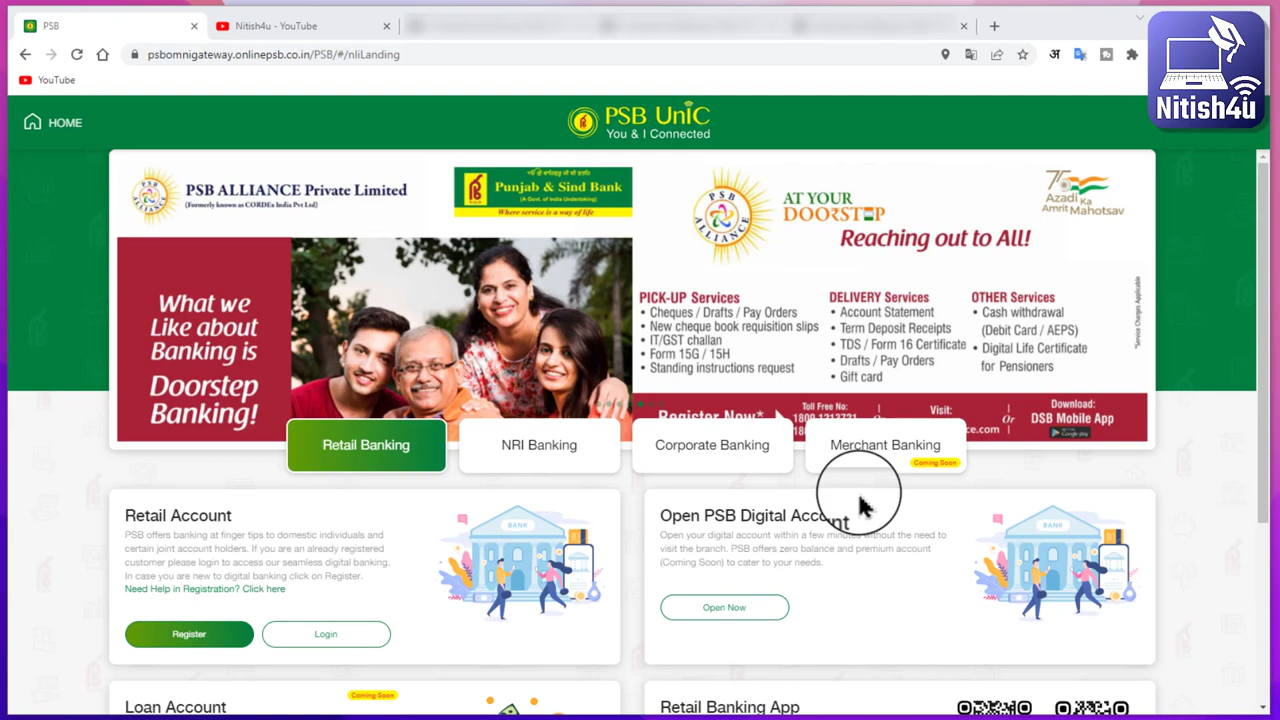 PSB
Nitish4u - YouTube
psbomnigateway.onlinepsb.co.in/PSB/#/nliLanding
अ
YouTube
Nitish4u
HOME
PSB UniC
You & I Connected
PSB ALLIANCE Private Limited
(Formerly known as CORDEx India Pvt Ltd)
Punjab & Sind Bank
(A Govt. of India Undertaking)
Where service is a way of life
PSB
ALLIANCE
AT YOUR
DOORSTEP
Reaching out to All!
75
Azadi
Ka
Amrit Mahotsav
What we
Like about
Banking is
Doorstep
Banking!
PICK-UP Services
• Cheques / Drafts / Pay Orders
• New cheque book requisition slips
• IT/GST challan
• Form 15G / 15H
• Standing instructions request
DELIVERY Services
• Account Statement
• Term Deposit Receipts
• TDS / Form 16 Certificate
• Drafts / Pay Orders
• Gift card
OTHER Services
• Cash withdrawal
(Debit Card / AEPS)
• Digital Life Certificate
for Pensioners
*Service Charges Applicable
Register Now*
Toll Free No:
Or
Visit:
ce.com
Or
Download:
DSB Mobile App
Google play
Retail Banking
NRI Banking
Corporate Banking
Merchant Banking
Coming Soon
Retail Account
PSB offers banking at finger tips to domestic individuals and
certain joint account holders. If you are an already registered
customer please login to access our seamless digital banking.
In case you are new to digital banking click on Register.
Need Help in Registration? Click here
Register
Login
BANK
Open PSB Digital Account
Open your digital account within a few minutes without the need to
visit the branch. PSB offers zero balance and premium account
(Coming Soon) to cater to your needs.
Open Now
BANK
Loan Account
Coming Soon
Retail Banking App